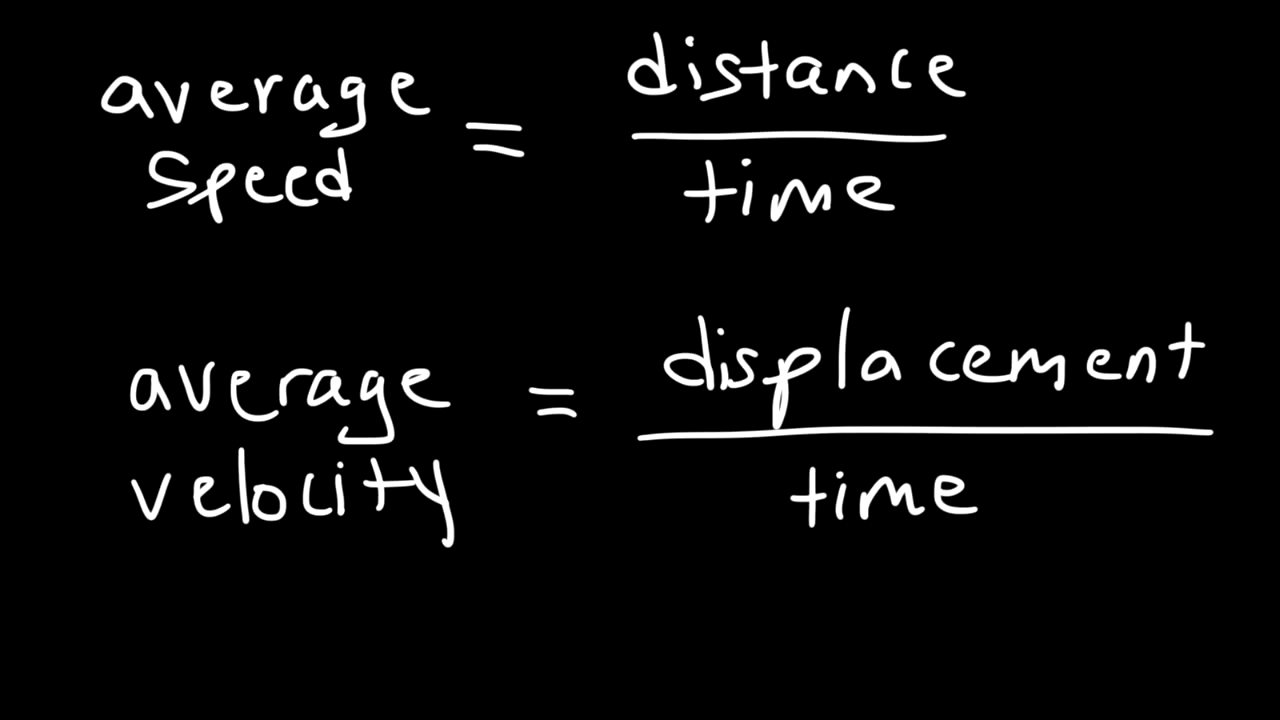 average
speed
=
distance
time
average
velocity
=
displacement
time